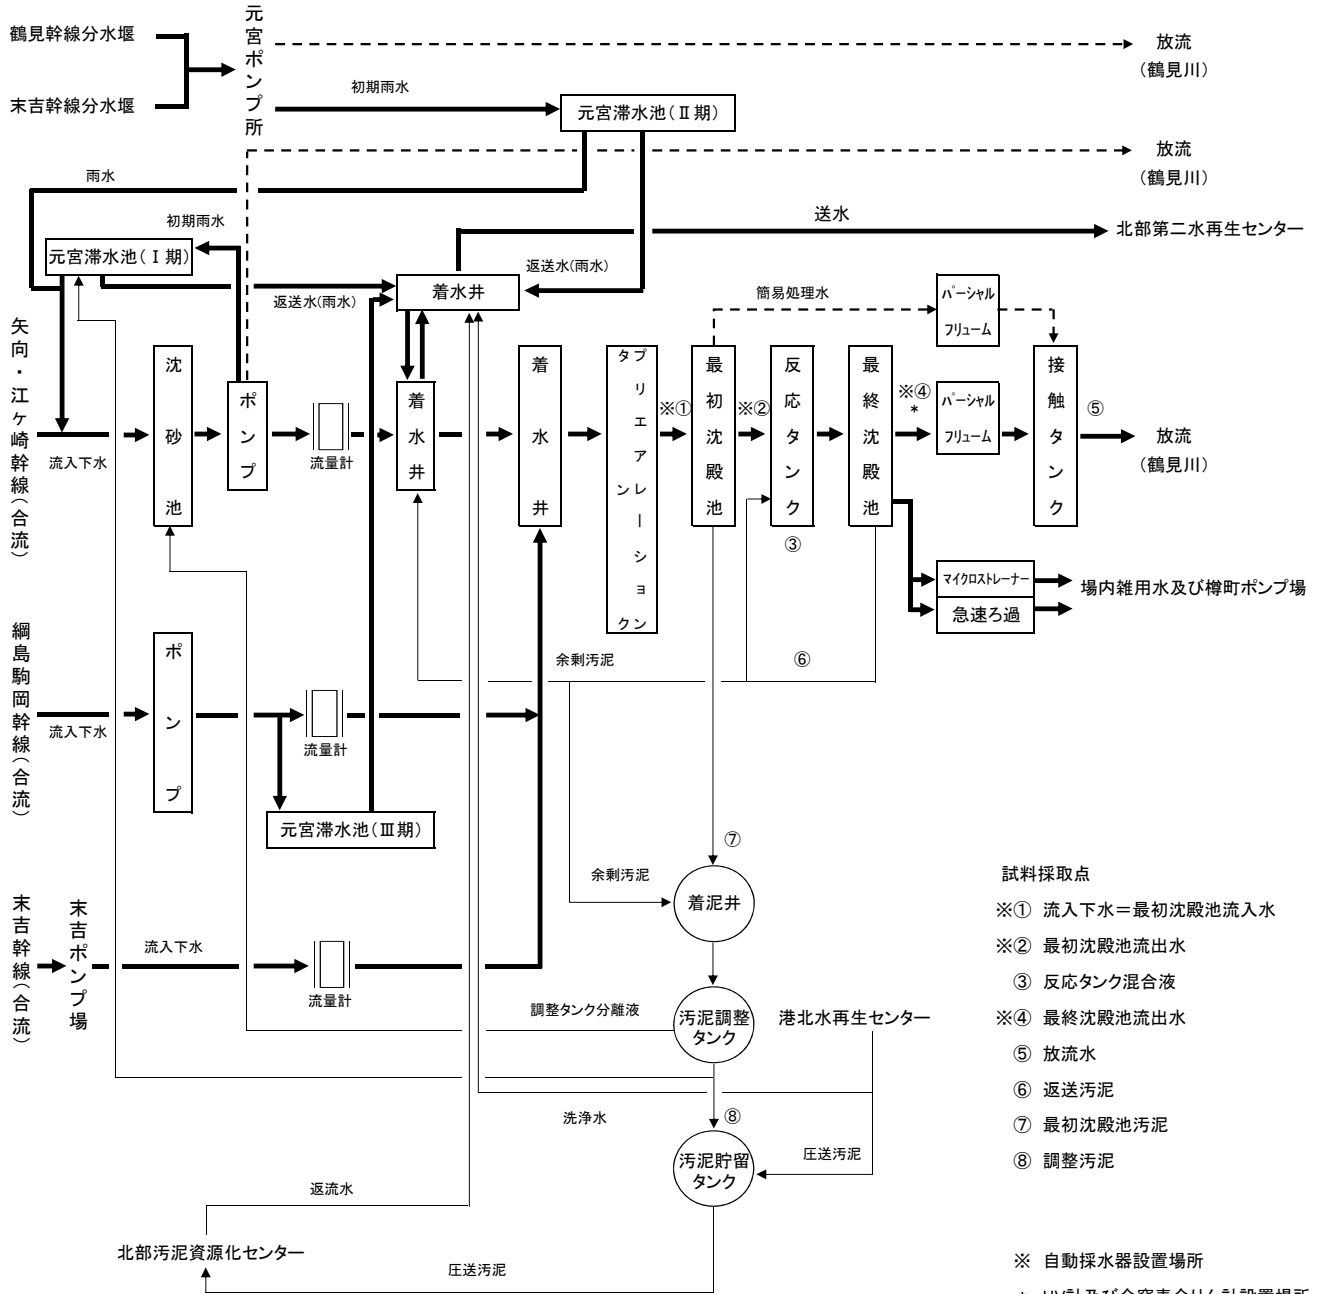 鶴見幹線分水堰
末吉幹線分水堰
元宮ポンプ所
放流
(鶴見川)
初期雨水
元宮滞水池(Ⅱ期)
放流
(鶴見川)
雨水
初期雨水
送水
北部第二水再生センター
元宮滞水池(Ⅰ期)
返送水(雨水)
着水井
返送水(雨水)
簡易処理水
パーシャル
フリューム
矢向・江ヶ崎幹線(合流)
流入下水
沈砂池
ポンプ
流量計
着水井
着水井
プリエアレーション
タンク
※①
最初沈殿池
※②
反応タンク
③
最終沈殿池
※④
*
パーシャル
フリューム
接触タンク
⑤
放流
(鶴見川)
マイクロストレーナー
急速ろ過
場内雑用水及び樽町ポンプ場
綱島駒岡幹線(合流)
流入下水
ポンプ
流量計
余剰汚泥
⑥
元宮滞水池(Ⅲ期)
⑦
余剰汚泥
着泥井
末吉幹線(合流)
末吉ポンプ場
流入下水
流量計
調整タンク分離液
汚泥調整
タンク
港北水再生センター
洗浄水
⑧
汚泥貯留
タンク
圧送汚泥
返流水
北部汚泥資源化センター
圧送汚泥
試料採取点
※① 流入下水=最初沈殿池流入水
※② 最初沈殿池流出水
③ 反応タンク混合液
※④ 最終沈殿池流出水
⑤ 放流水
⑥ 返送汚泥
⑦ 最初沈殿池汚泥
⑧ 調整汚泥
※ 自動採水器設置場所
* UV計及び全窒素全りん計設置場所